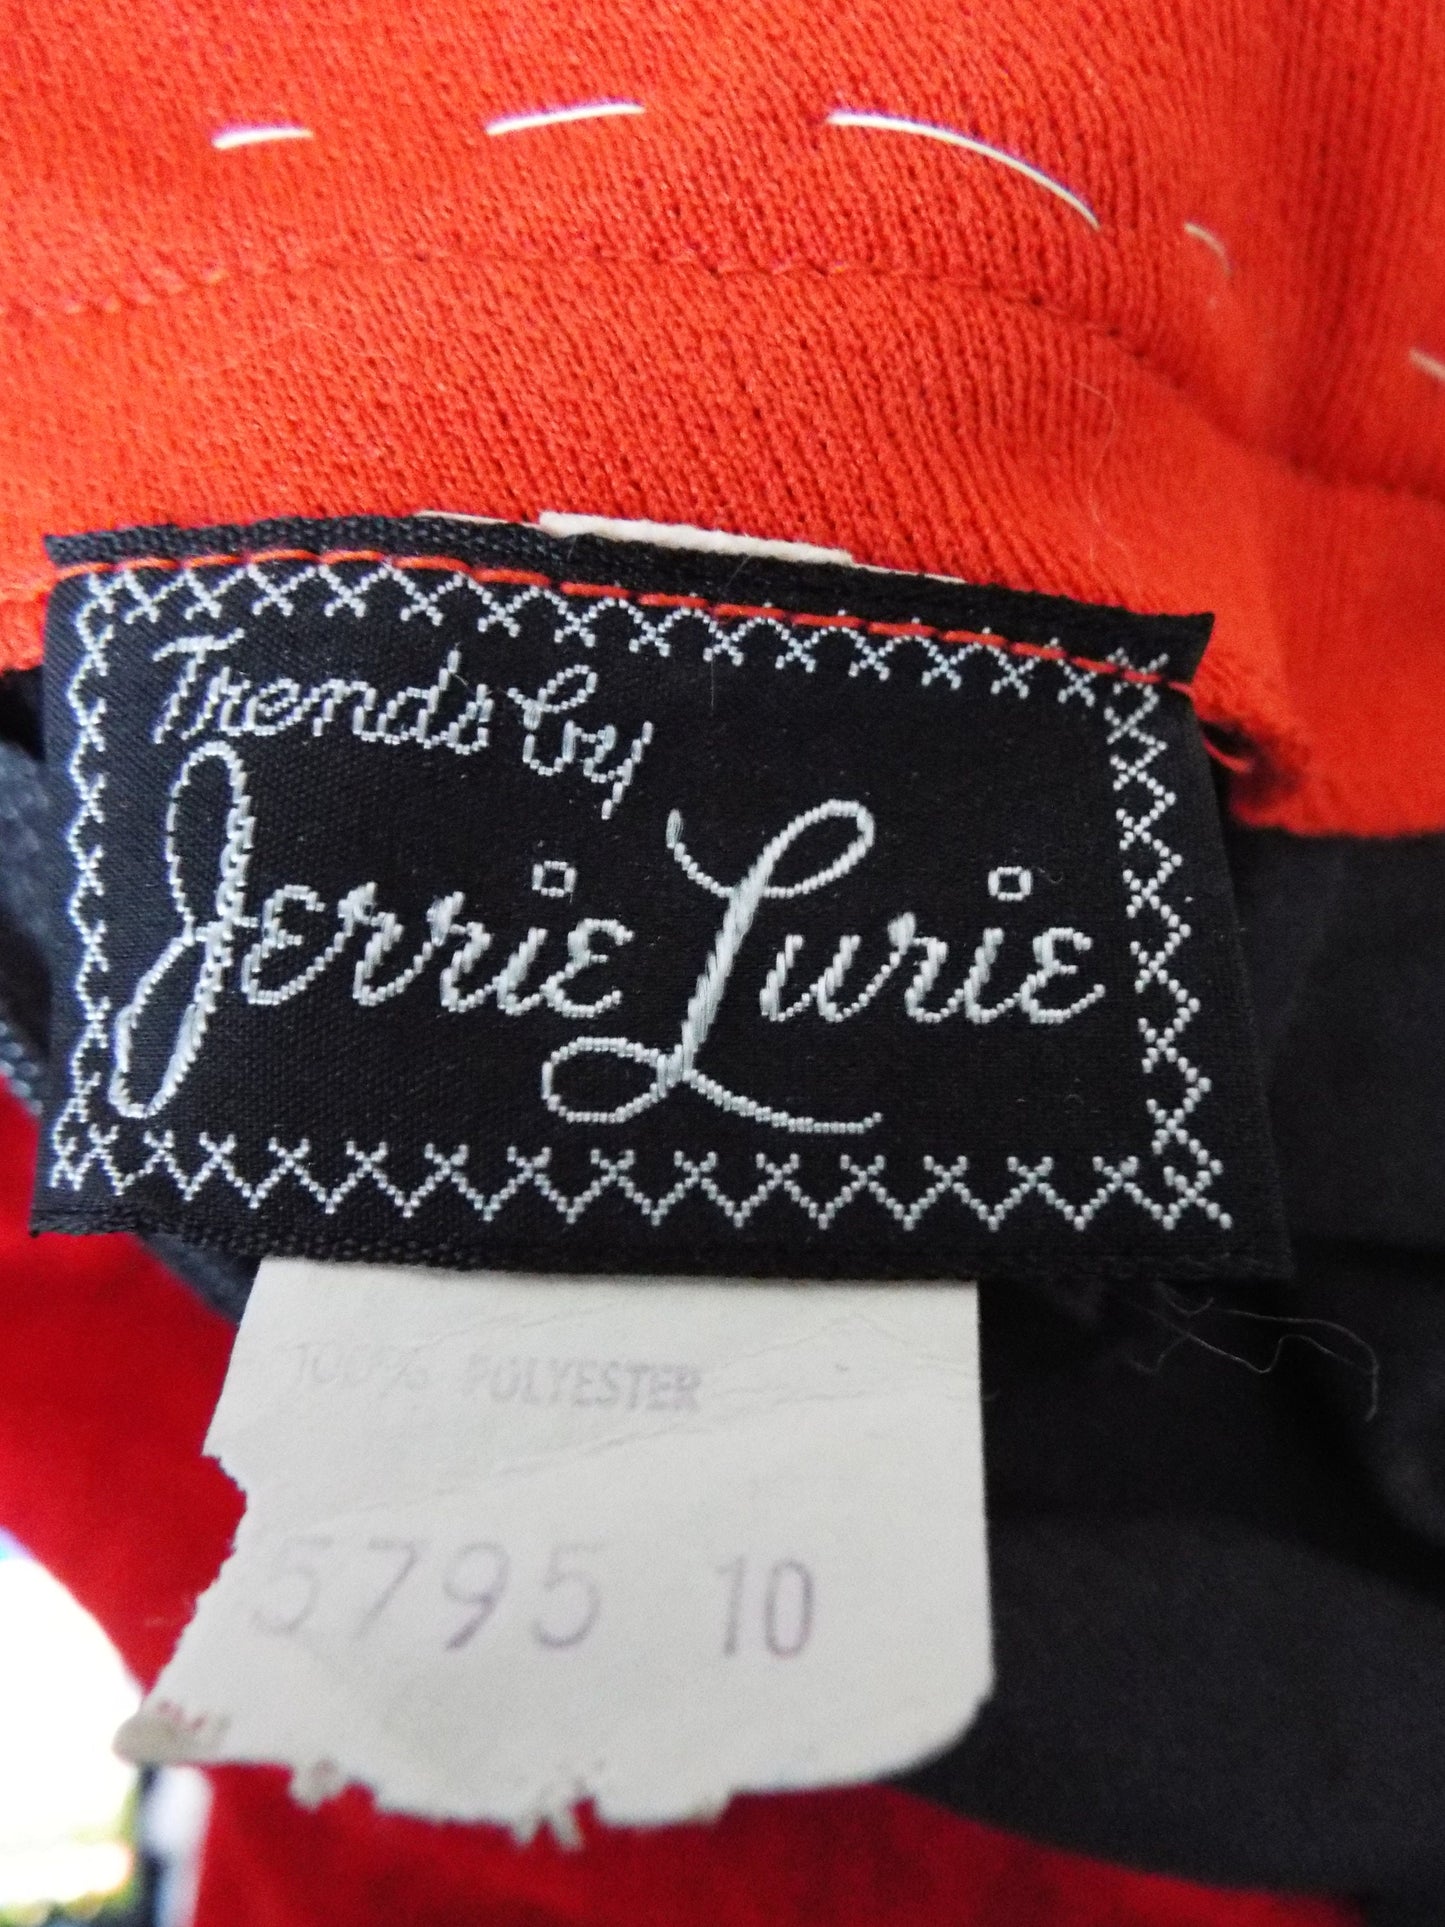 Trends by
Jerrie Lurie
100% POLYESTER
5795 10